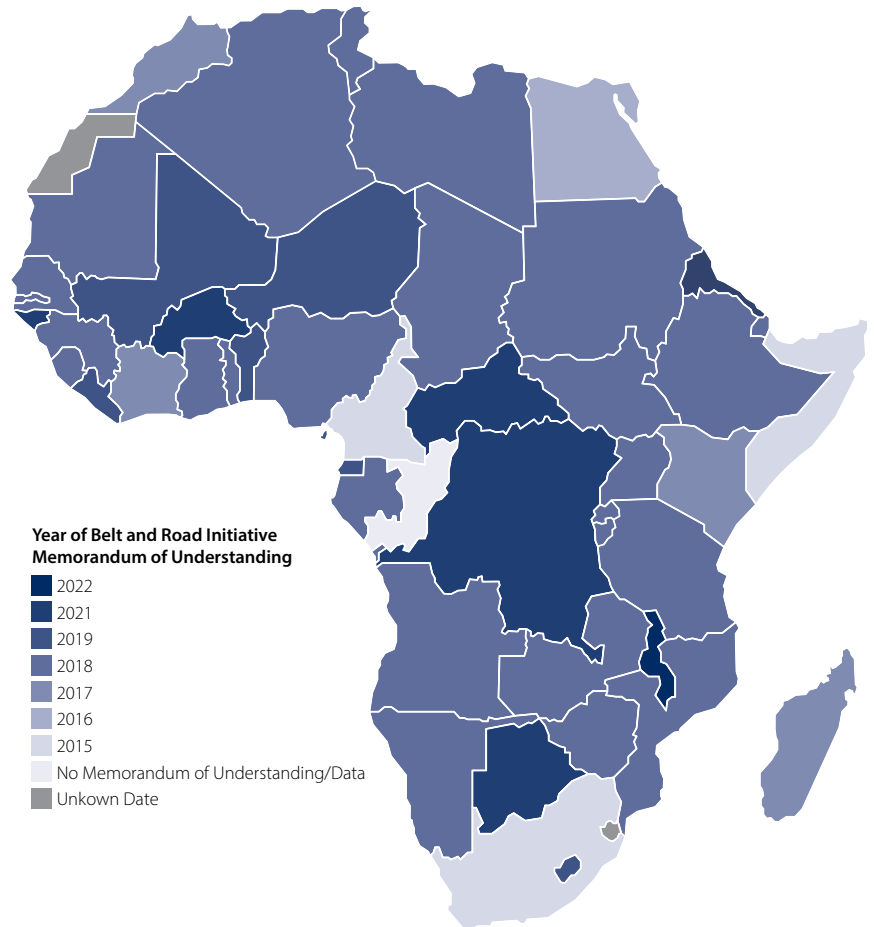 Year of Belt and Road Initiative
Memorandum of Understanding
2022
2021
2019
2018
2017
2016
2015
No Memorandum of Understanding/Data
Unkown Date